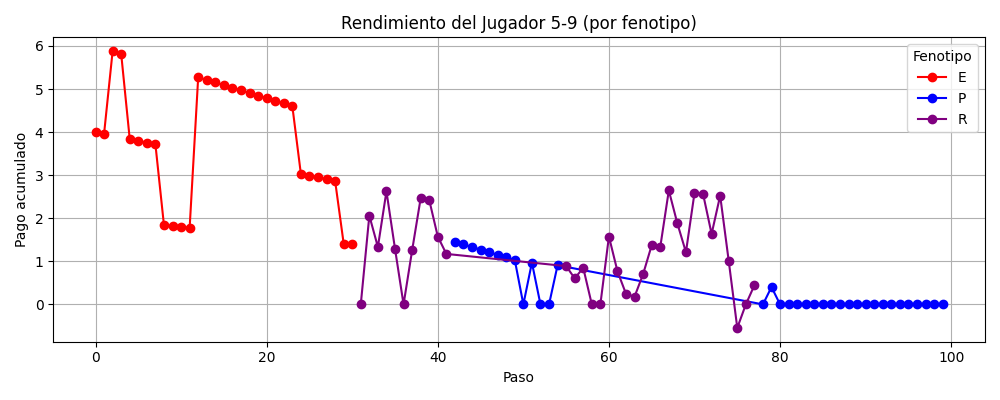 Rendimiento del Jugador 5-9 (por fenotipo)
Pago acumulado
6
5
4
3
2
1
0
Fenotipo
E
P
R
0 20 40 60 80 100
Paso